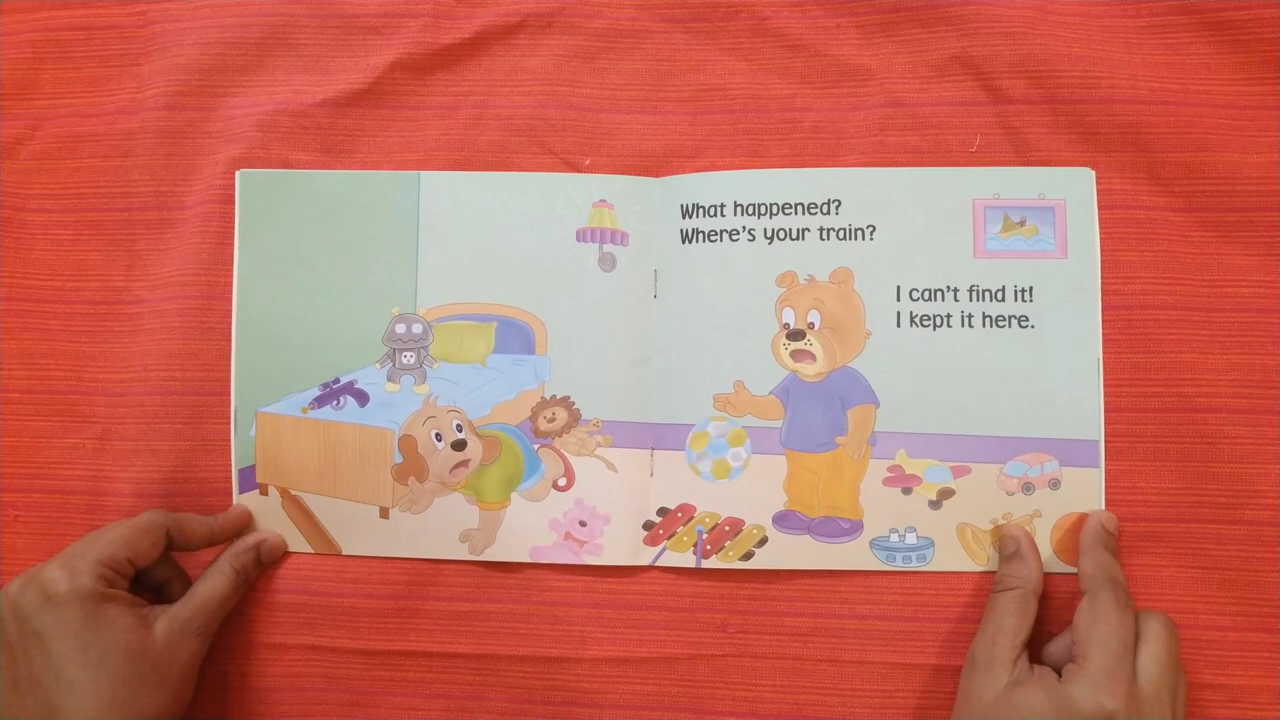 What happened?
Where's your train?
I can't find it!
I kept it here.